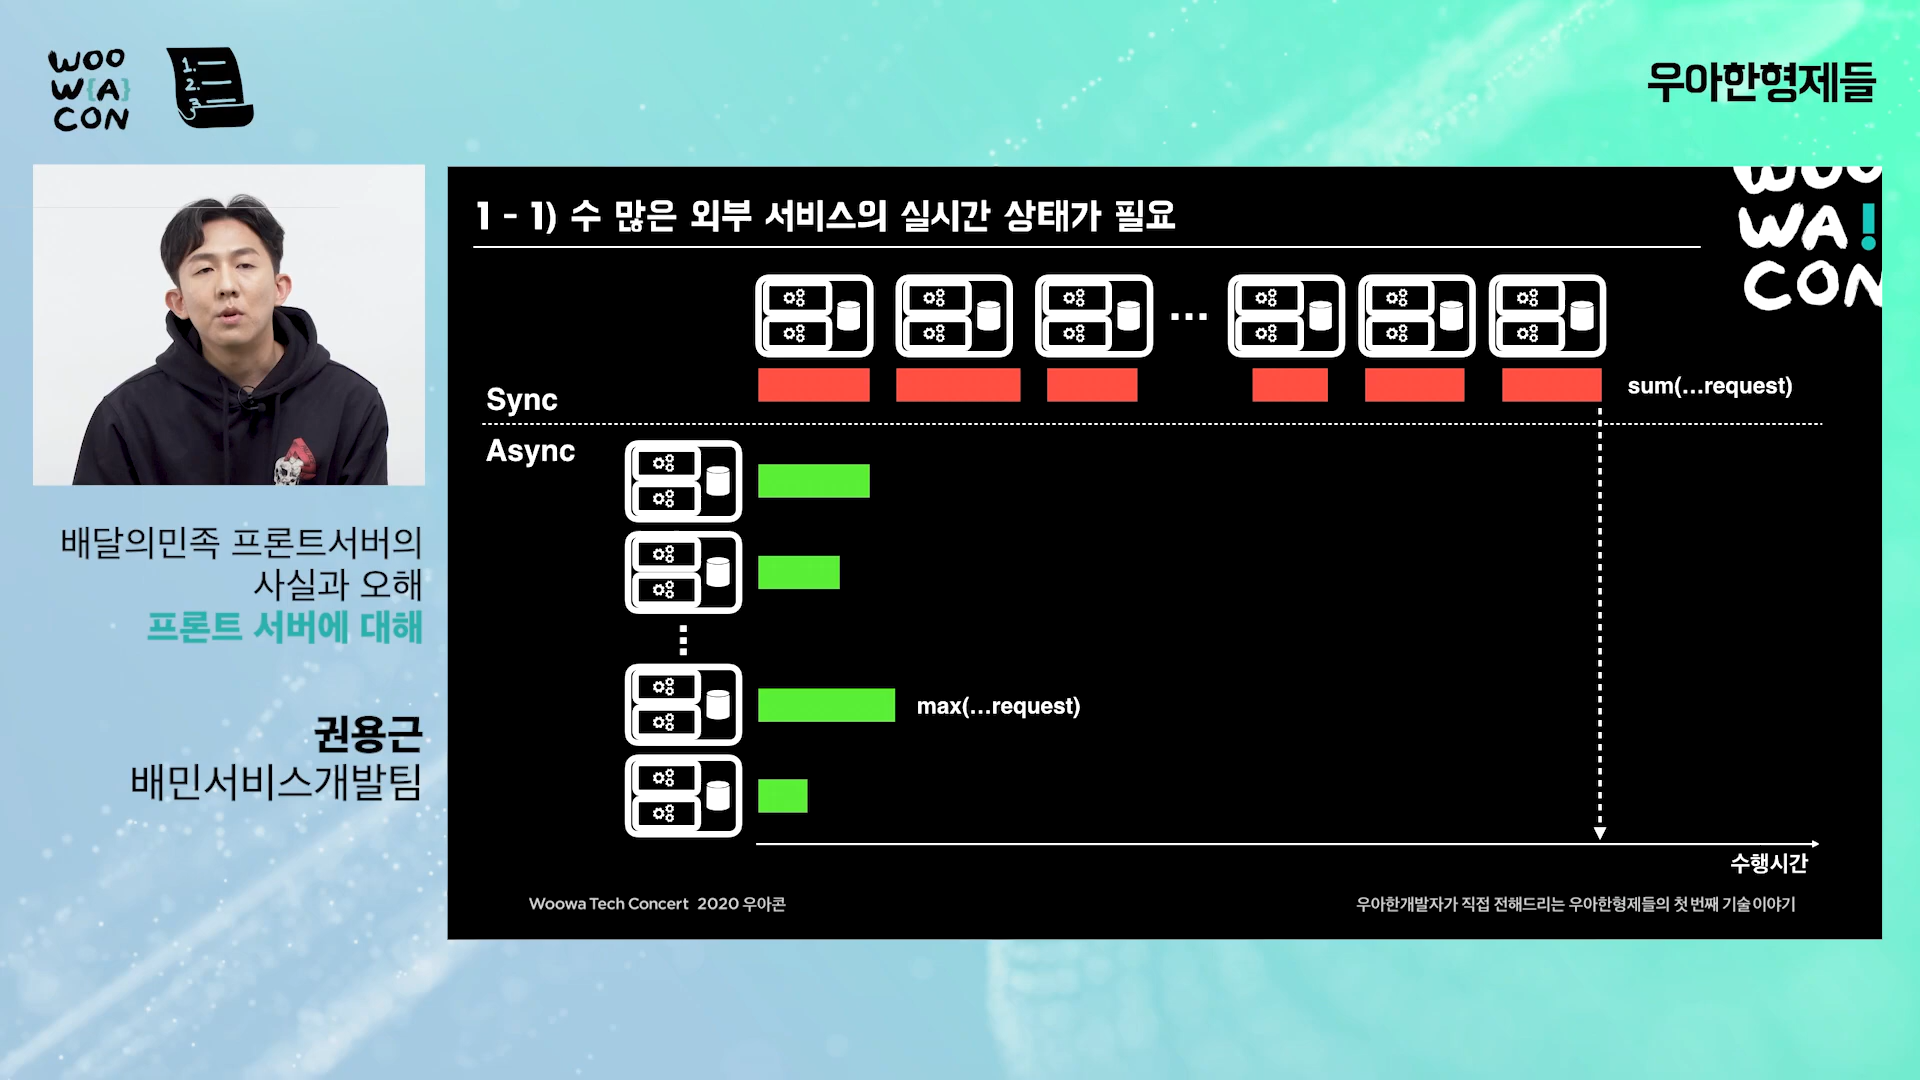 WOO
W{A}
CON
1.
2.
3.
우아한형제들
배달의민족 프론트서버의
사실과 오해
프론트 서버에 대해
권용근
배민서비스개발팀
1 - 1) 수 많은 외부 서비스의 실시간 상태가 필요
WOO
WA!
CON
...
Sync
sum(...request)
Async
max(...request)
수행시간
Woowa Tech Concert 2020 우아콘
우아한개발자가 직접 전해드리는 우아한형제들의 첫 번째 기술 이야기